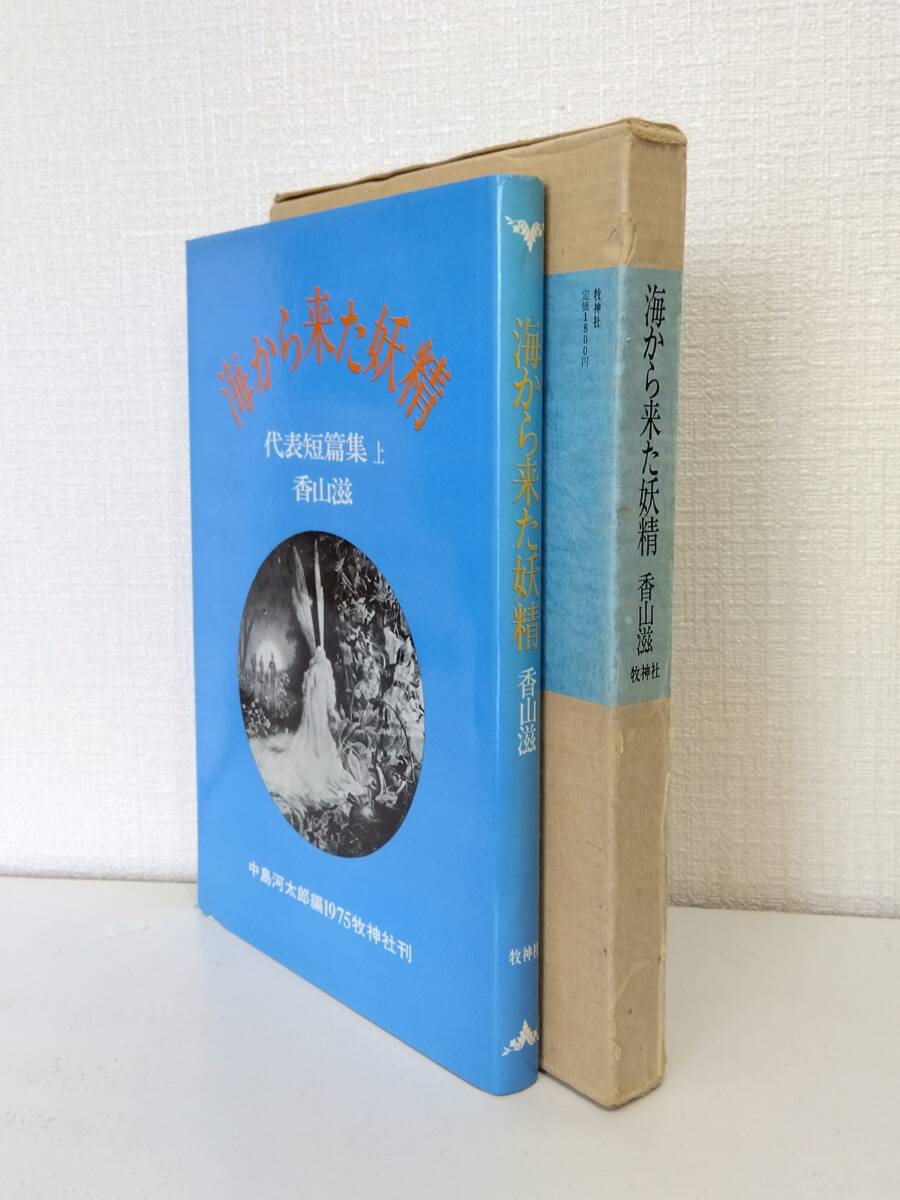 海から来た妖精
代表短篇集 上
香山滋
中島河太郎編1975牧神社刊
海から来た妖精 香山滋
牧神社
牧神社
定価1800円
海から来た妖精 香山滋
牧神社